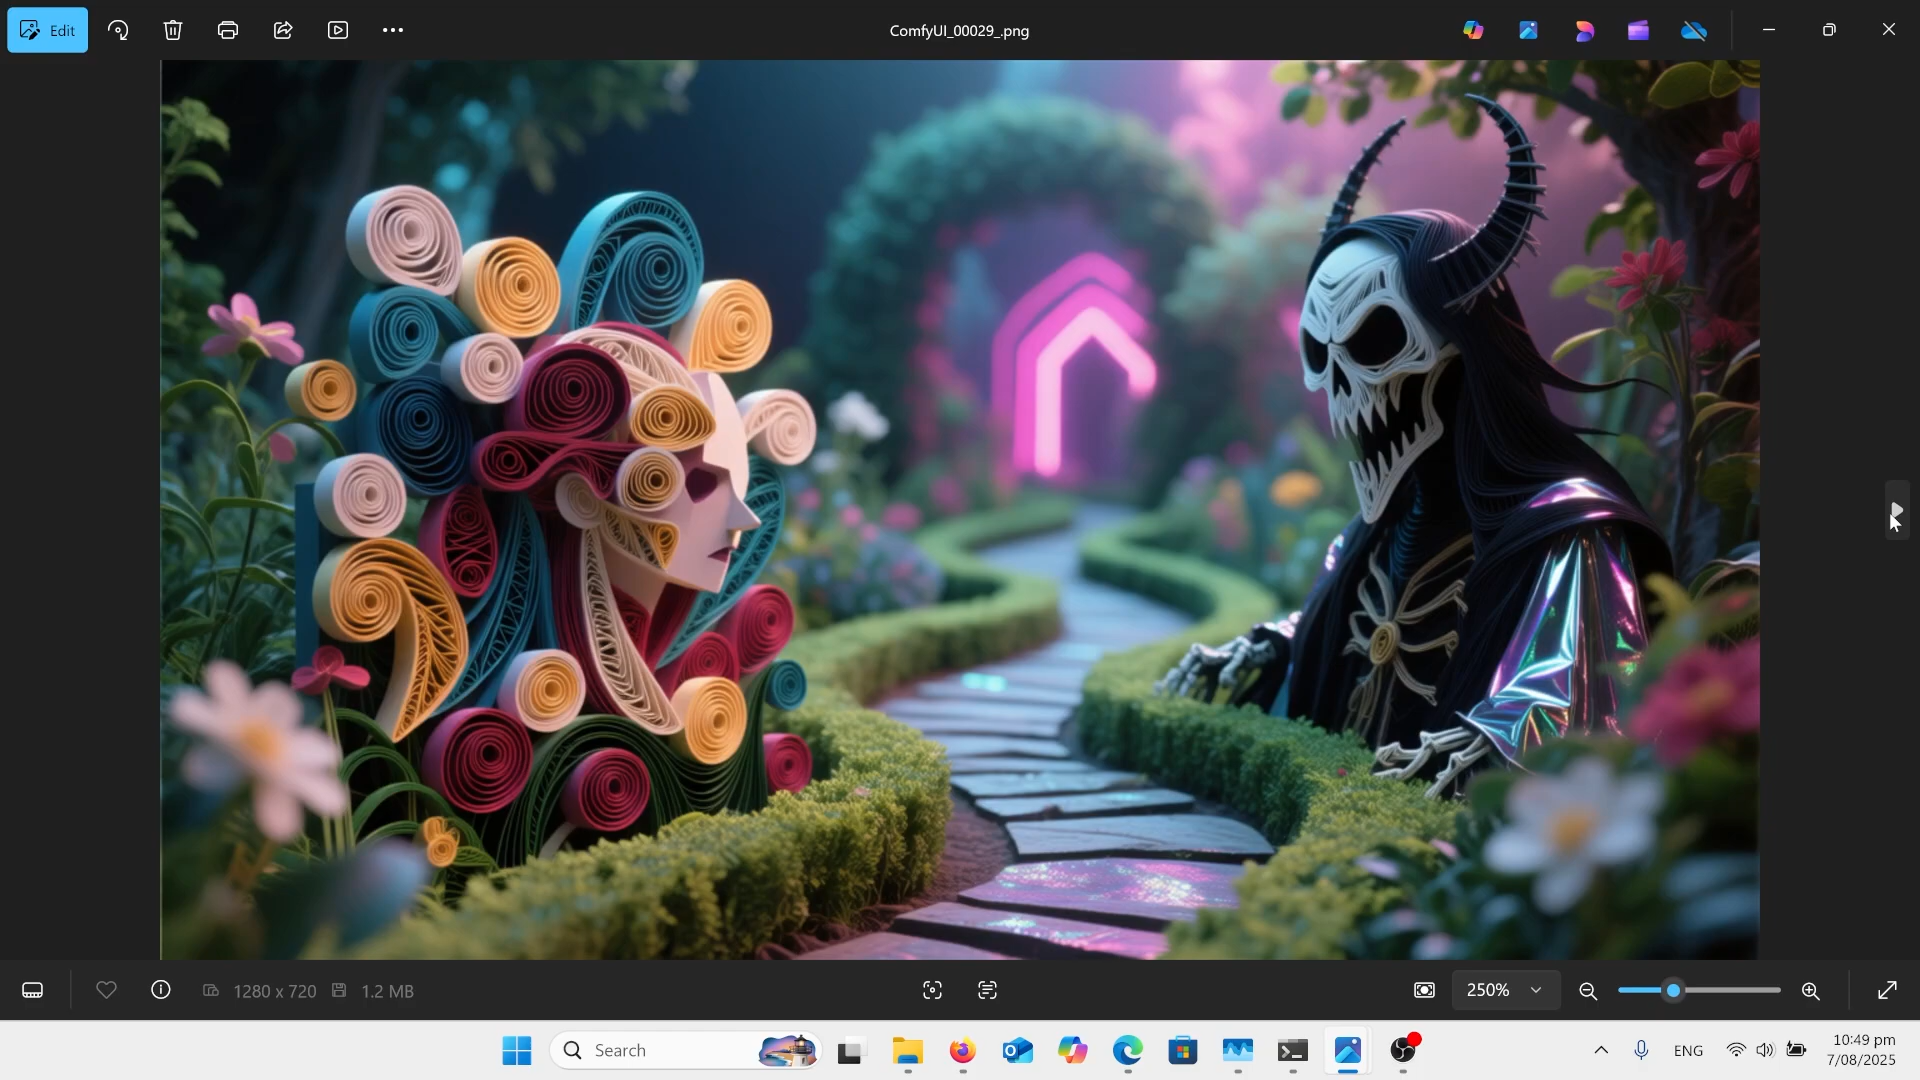 Edit
ComfyUI_00029_.png
1280 x 720
1.2 MB
250%
Search
ENG
10:49 pm
7/08/2025